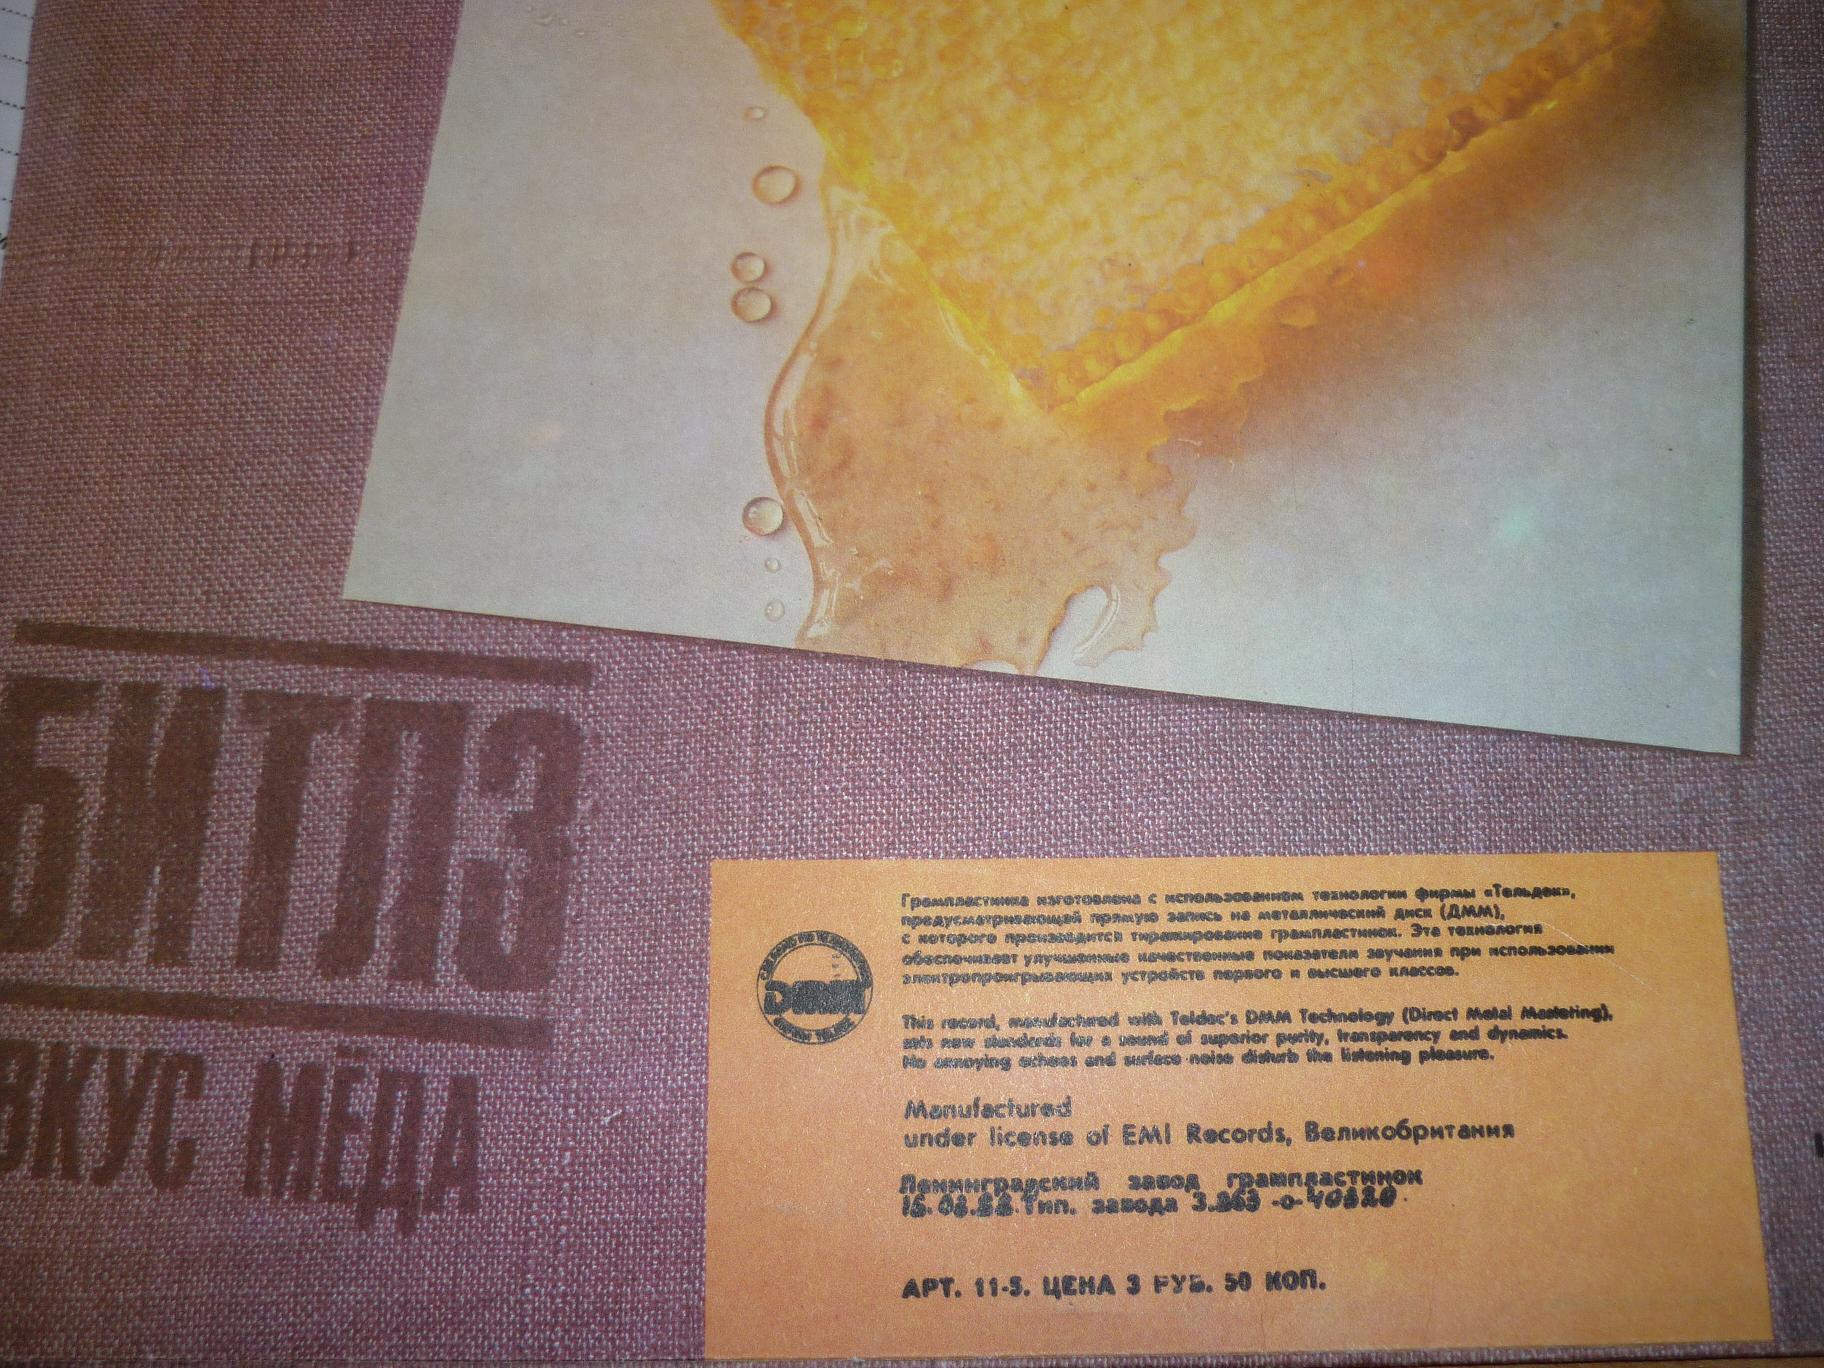 БИТЛЗ
ВКУС МЁДА
DMM
Грампластинка изготовлена с использованием технологии фирмы «Тельдек»,
предусматривающей прямую запись на металлический диск (ДММ),
с которого производится тиражирование грампластинок. Эта технология
обеспечивает улучшенные качественные показатели звучания при использовании
электропроигрывающих устройств первого и высшего классов.
This record, manufactured with Teldec's DMM Technology (Direct Metal Mastering),
sets new standards for a sound of superior purity, transparency and dynamics.
No annoying echoes and surface noise disturb the listening pleasure.
Manufactured
under license of EMI Records, Великобритания
Ленинградский завод грампластинок
Тип. завода
АРТ. 11-5. ЦЕНА 3 РУБ. 50 КОП.